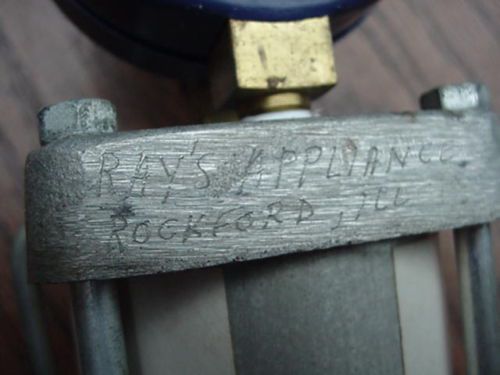 RAY'S APPLIANCE
ROCKFORD, ILL